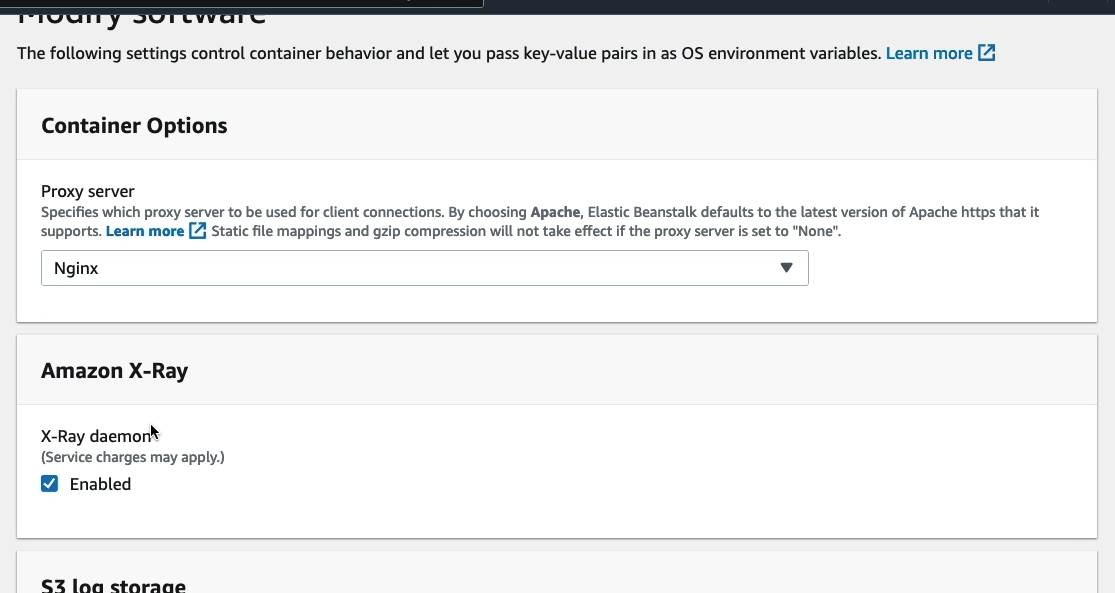 Modify software
The following settings control container behavior and let you pass key-value pairs in as OS environment variables. Learn more
Container Options
Proxy server
Specifies which proxy server to be used for client connections. By choosing Apache, Elastic Beanstalk defaults to the latest version of Apache https that it
supports. Learn more Static file mappings and gzip compression will not take effect if the proxy server is set to "None".
Nginx
Amazon X-Ray
X-Ray daemon
(Service charges may apply.)
Enabled
S3 log storage